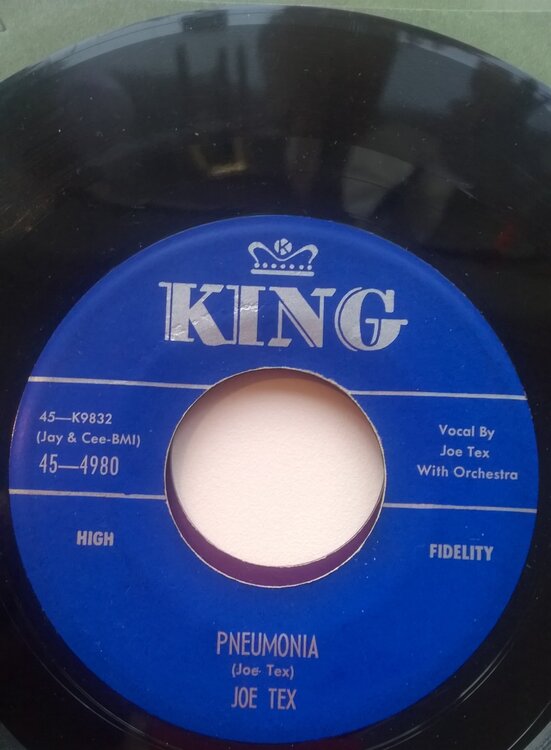 K
KING
45—K9832
(Jay & Cee-BMI)
45—4980
Vocal By
Joe Tex
With Orchestra
HIGH
FIDELITY
PNEUMONIA
(Joe Tex)
JOE TEX